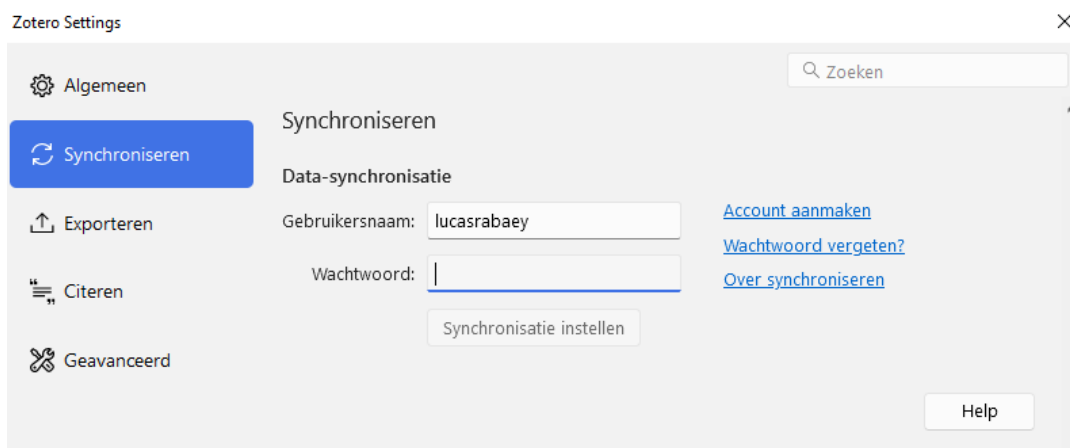 Zotero Settings
Zoeken
Algemeen
Synchroniseren
Exporteren
Citeren
Geavanceerd
Synchroniseren
Data-synchronisatie
Gebruikersnaam: lucasrabaey
Wachtwoord:
Synchronisatie instellen
Account aanmaken
Wachtwoord vergeten?
Over synchroniseren
Help